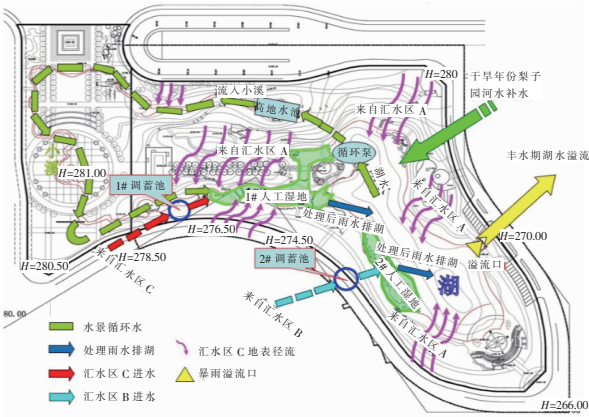 流入小溪
高地水池
H=280
干旱年份梨子
园河水补水
来自汇水区 A
来自汇水区 A
循环泵
丰水期湖水溢流
小溪
H=281.00
1# 调蓄池
1#人工湿地
湖水
来自汇水区 A
处理后雨水排湖
H=276.50
H=274.50
H=270.00
处理后雨水排湖
溢流口
H=280.50
H=278.50
来自汇水区 C
2# 调蓄池
2#人工湿地
湖
来自汇水区 B
来自汇水区 A
80.00
水景循环水
处理雨水排湖
汇水区 C 地表径流
汇水区 C 进水
暴雨溢流口
汇水区 B 进水
H=266.00